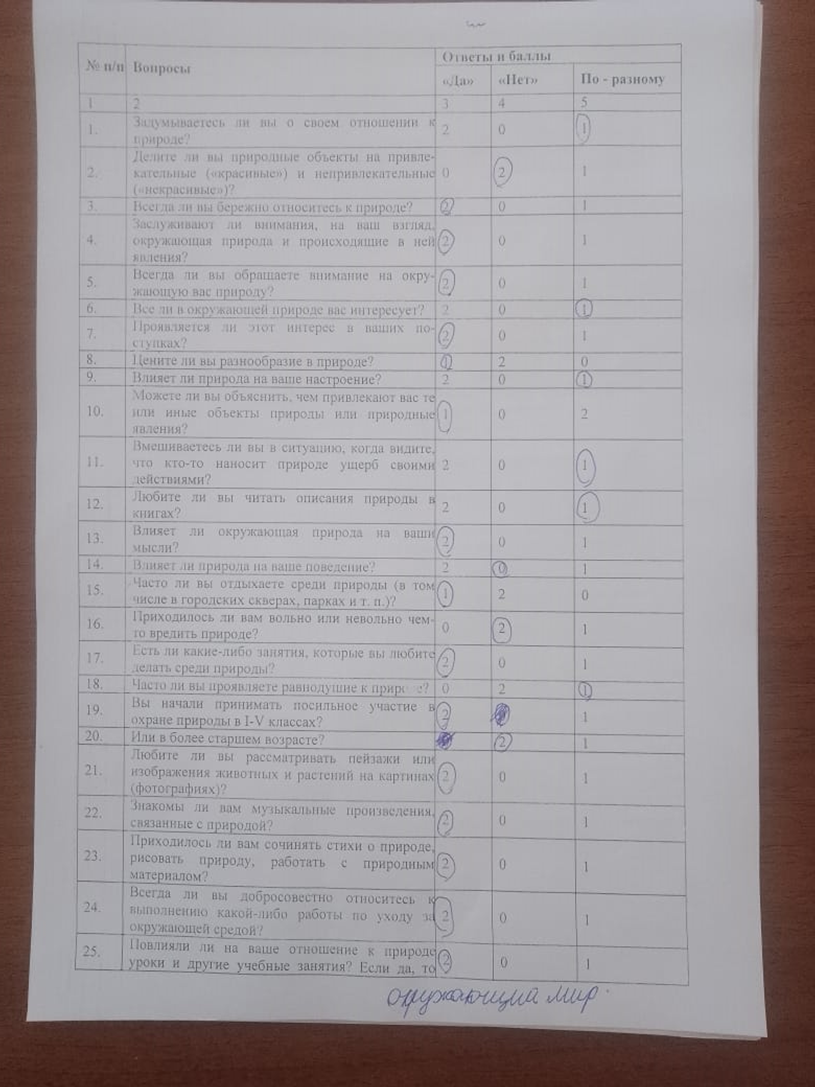 № п/п Вопросы Ответы и баллы
«Да» «Нет» По - разному
1 2 3 4 5
1. Задумываетесь ли вы о своем отношении к 2 0 1
природе?
2. Делите ли вы природные объекты на привле- 0 2 1
кательные («красивые») и непривлекательные
(«некрасивые»)?
3. Всегда ли вы бережно относитесь к природе? 2 0 1
4. Заслуживают ли внимания, на ваш взгляд, 2 0 1
окружающая природа и происходящие в ней
явления?
5. Всегда ли вы обращаете внимание на окру- 2 0 1
жающую вас природу?
6. Все ли в окружающей природе вас интересует? 2 0 1
7. Проявляется ли этот интерес в ваших по- 2 0 1
ступках?
8. Цените ли вы разнообразие в природе? 1 2 0
9. Влияет ли природа на ваше настроение? 2 0 1
10. Можете ли вы объяснить, чем привлекают вас те 1 0 2
или иные объекты природы или природные
явления?
11. Вмешиваетесь ли вы в ситуацию, когда видите, 2 0 1
что кто-то наносит природе ущерб своими
действиями?
12. Любите ли вы читать описания природы в 2 0 1
книгах?
13. Влияет ли окружающая природа на ваши 2 0 1
мысли?
14. Влияет ли природа на ваше поведение? 2 0 1
15. Часто ли вы отдыхаете среди природы (в том 1 2 0
числе в городских скверах, парках и т. п.)?
16. Приходилось ли вам вольно или невольно чем- 0 2 1
то вредить природе?
17. Есть ли какие-либо занятия, которые вы любите 2 0 1
делать среди природы?
18. Часто ли вы проявляете равнодушие к природе? 0 2 1
19. Вы начали принимать посильное участие в 2 1
охране природы в I-V классах?
20. Или в более старшем возрасте? 2 1
21. Любите ли вы рассматривать пейзажи или 2 0 1
изображения животных и растений на картинах
(фотографиях)?
22. Знакомы ли вам музыкальные произведения, 2 0 1
связанные с природой?
23. Приходилось ли вам сочинять стихи о природе, 2 0 1
рисовать природу, работать с природным
материалом?
24. Всегда ли вы добросовестно относитесь к 2 0 1
выполнению какой-либо работы по уходу за
окружающей средой?
25. Повлияли ли на ваше отношение к природе 2 0 1
уроки и другие учебные занятия? Если да, то
окружающиа мир.